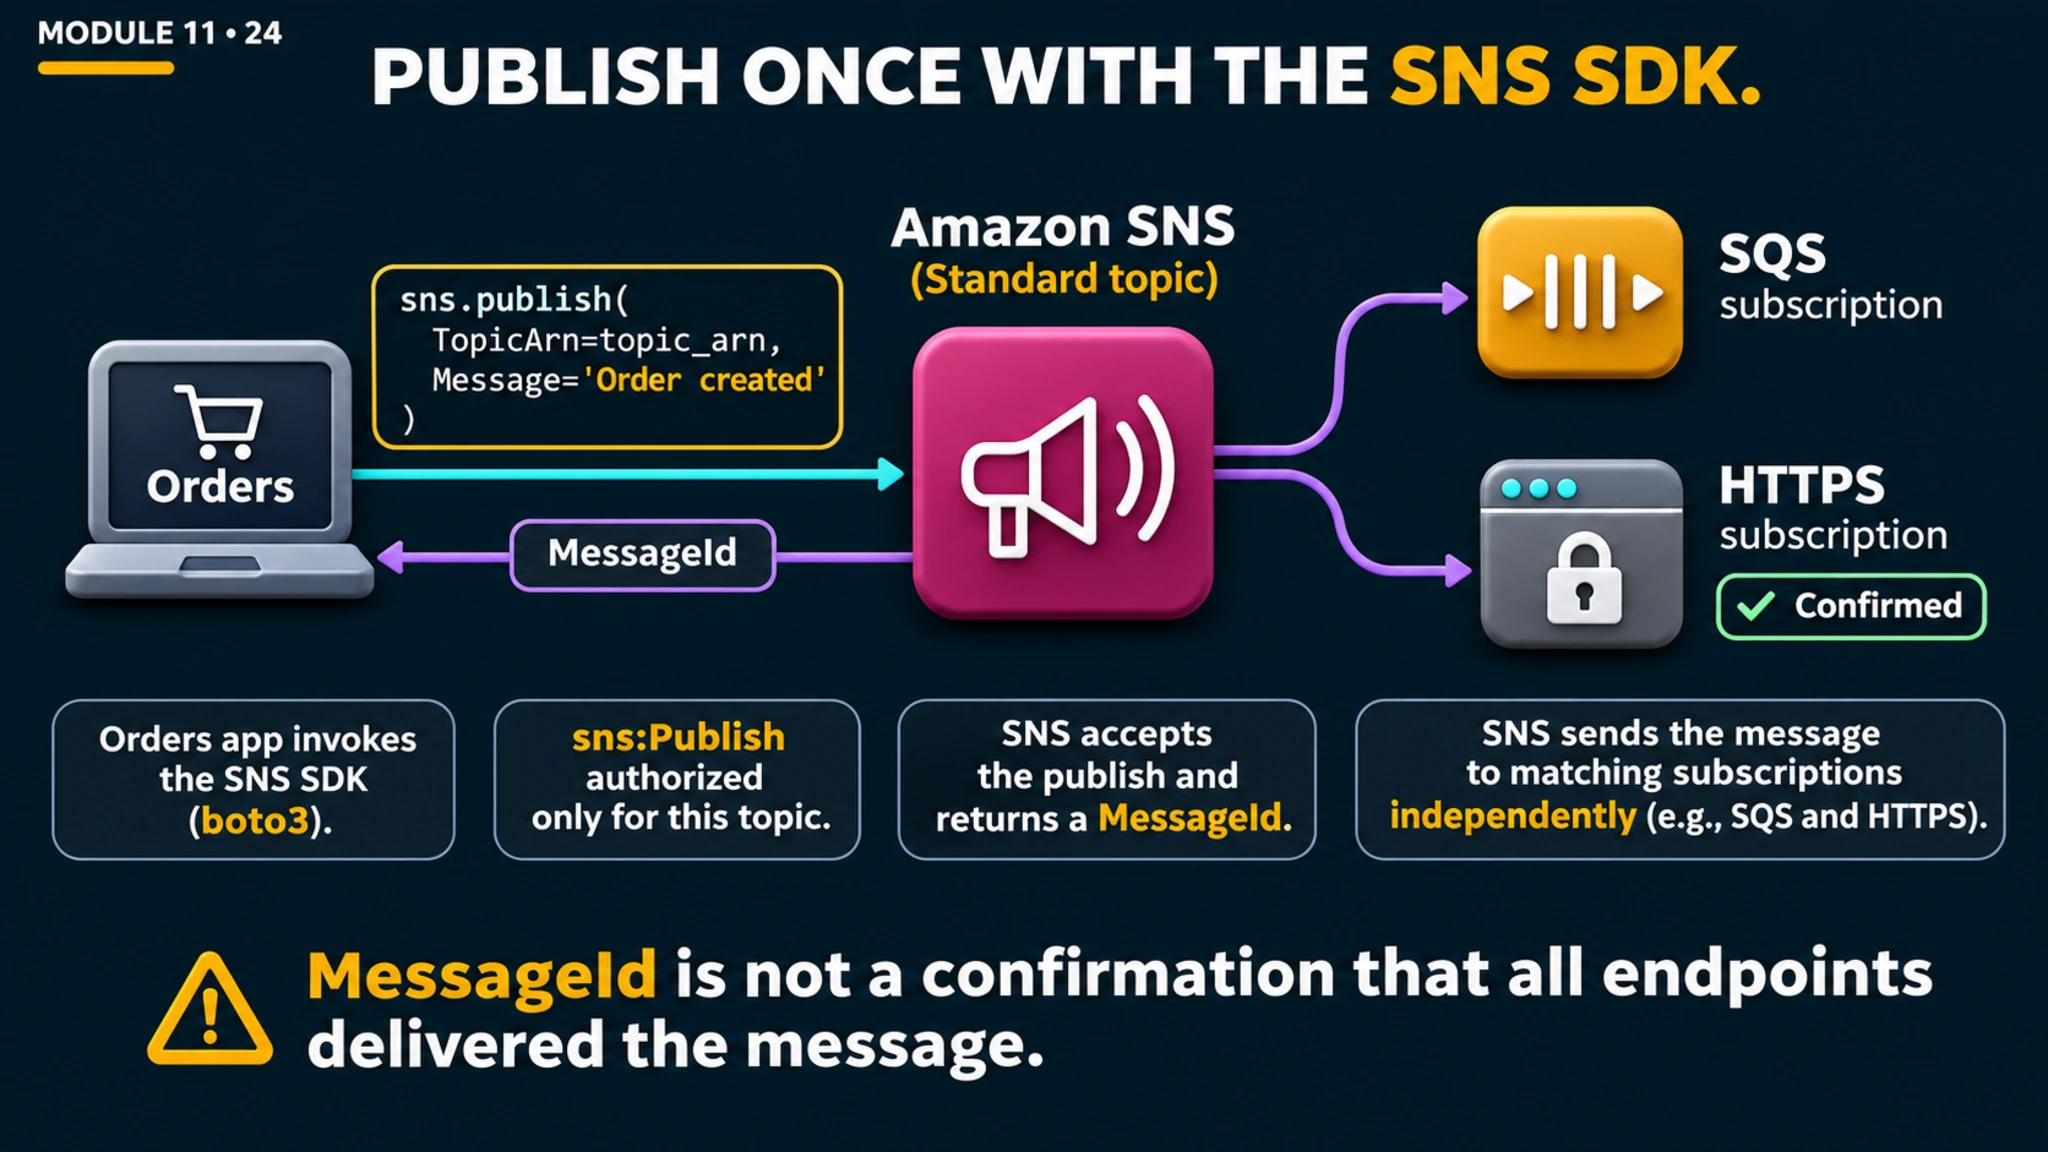 MODULE 11 • 24
PUBLISH ONCE WITH THE SNS SDK.
Orders
sns.publish(
TopicArn=topic_arn,
Message='Order created'
)
MessageId
Amazon SNS
(Standard topic)
SQS
subscription
HTTPS
subscription
Confirmed
Orders app invokes
the SNS SDK
(boto3).
sns:Publish
authorized
only for this topic.
SNS accepts
the publish and
returns a MessageId.
SNS sends the message
to matching subscriptions
independently (e.g., SQS and HTTPS).
MessageId is not a confirmation that all endpoints
delivered the message.